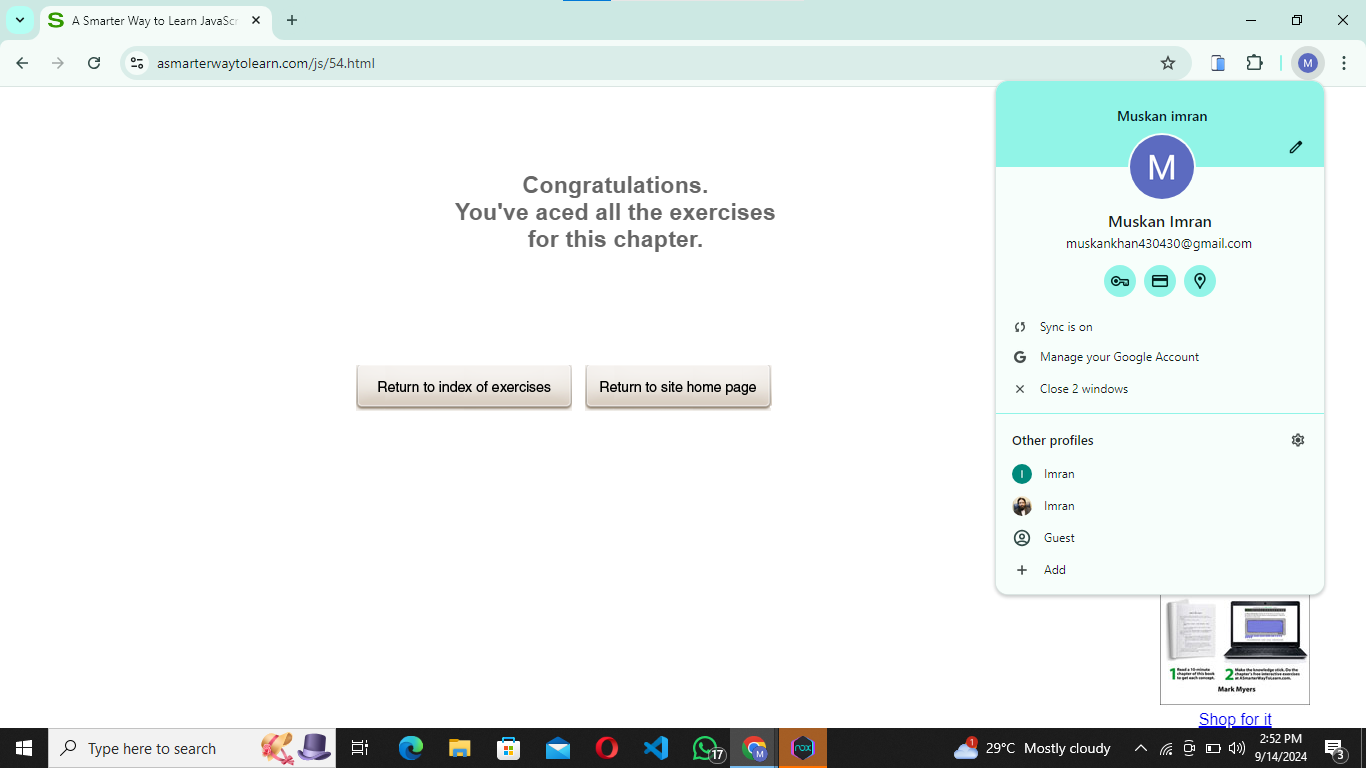 A Smarter Way to Learn JavaScr
asmarterwaytolearn.com/js/54.html
M
Congratulations.
You've aced all the exercises
for this chapter.
Return to index of exercises
Return to site home page
Muskan imran
M
Muskan Imran
muskankhan430430@gmail.com
Sync is on
Manage your Google Account
Close 2 windows
Other profiles
I
Imran
Imran
Guest
Add
1 Read a 10-minute
chapter of this book
to get each concept.
2 Make the knowledge click. Do the
chapter's free interactive exercises
at ASmarterWayToLearn.com.
Mark Myers
Shop for it
Type here to search
17
M
nox
1
29°C Mostly cloudy
2:52 PM
9/14/2024
3